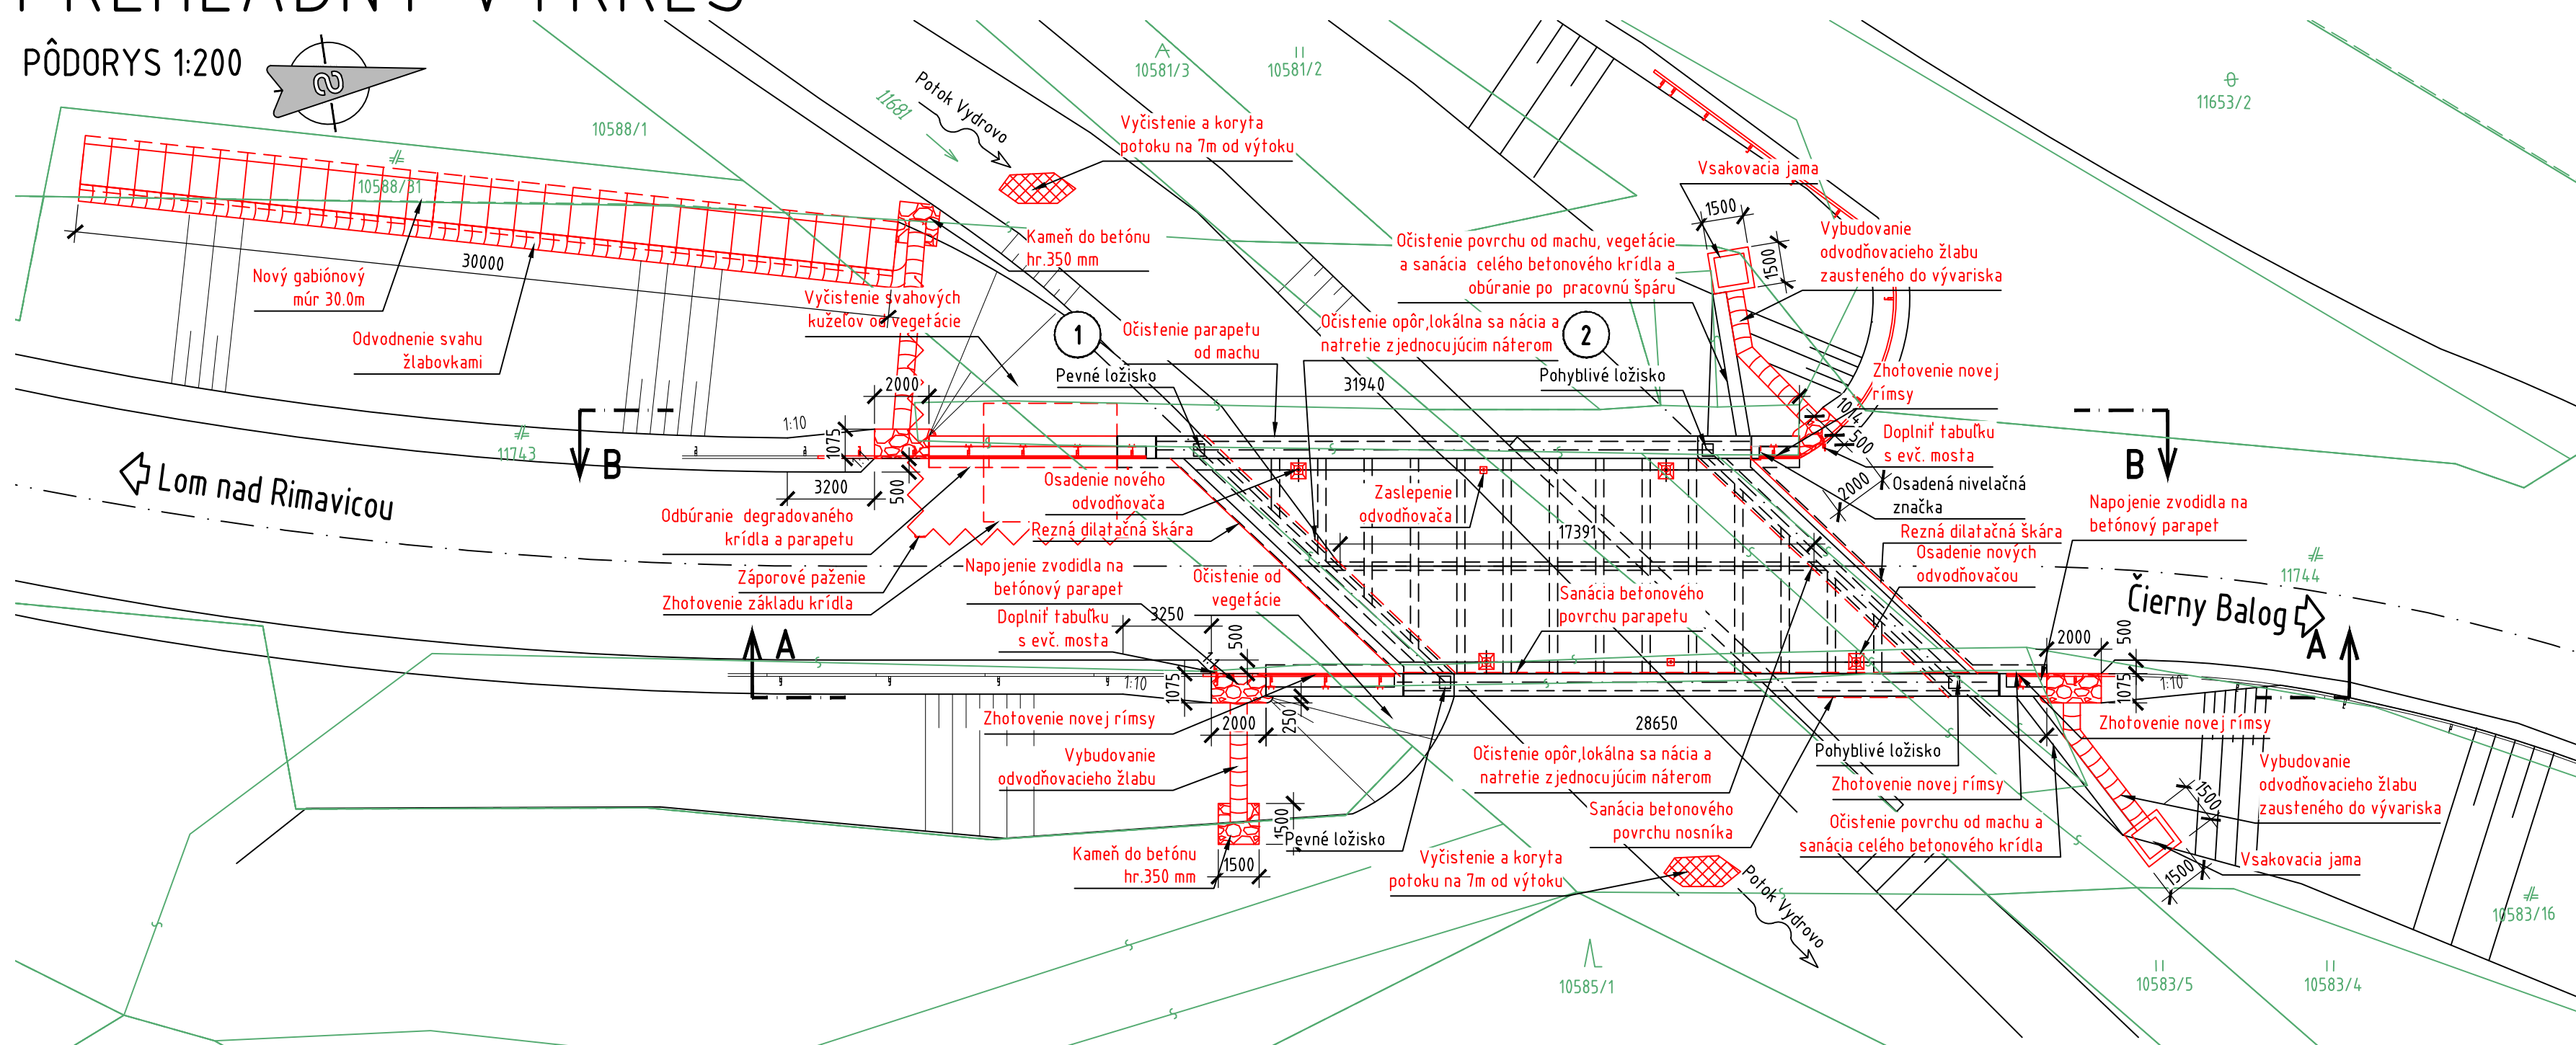 PREHĽADNÝ VÝKRES
PÔDORYS 1:200
S
10588/1
10588/31
11681
Potok Vydrovo
10581/3
10581/2
11653/2
Vyčistenie a koryta
potoku na 7m od výtoku
Vsakovacia jama
1500
1500
Kameň do betónu
hr.350 mm
Očistenie povrchu od machu, vegetácie
a sanácia celého betonového krídla a
obúranie po pracovnú špáru
Vybudovanie
odvodňovacieho žlabu
zausteného do vývariska
30000
Nový gabiónový
múr 30.0m
Odvodnenie svahu
žlabovkami
Vyčistenie svahových
kužeľov od vegetácie
1
Očistenie parapetu
od machu
Očistenie opôr,lokálna sa nácia a
natretie zjednocujúcim náterom
2
Pevné ložisko
31940
Pohyblivé ložisko
Zhotovenie novej
rímsy
2000
1:10
1075
1014
500
2000
Doplniť tabuľku
s evč. mosta
11743
B
B
Lom nad Rimavicou
3200
500
Osadenie nového
odvodňovača
Zaslepenie
odvodňovača
Osadená nivelačná
značka
Napojenie zvodidla na
betónový parapet
Odbúranie degradovaného
krídla a parapetu
Rezná dilatačná škára
17391
Rezná dilatačná škára
Osadenie nových
odvodňovačou
11744
Záporové paženie
Zhotovenie základu krídla
Napojenie zvodidla na
betónový parapet
Očistenie od
vegetácie
Sanácia betonového
povrchu parapetu
Čierny Balog
Doplniť tabuľku
s evč. mosta
3250
500
A
A
2000
500
1:10
1075
1075
1:10
Zhotovenie novej rímsy
2000
250
28650
Zhotovenie novej rímsy
Vybudovanie
odvodňovacieho žlabu
Očistenie opôr,lokálna sa nácia a
natretie zjednocujúcim náterom
Pohyblivé ložisko
Zhotovenie novej rímsy
Vybudovanie
odvodňovacieho žlabu
zausteného do vývariska
1500
1500
Pevné ložisko
Sanácia betonového
povrchu nosníka
Očistenie povrchu od machu a
sanácia celého betonového krídla
Kameň do betónu
hr.350 mm
1500
Vyčistenie a koryta
potoku na 7m od výtoku
Potok Vydrovo
1500
Vsakovacia jama
10583/16
10585/1
10583/5
10583/4